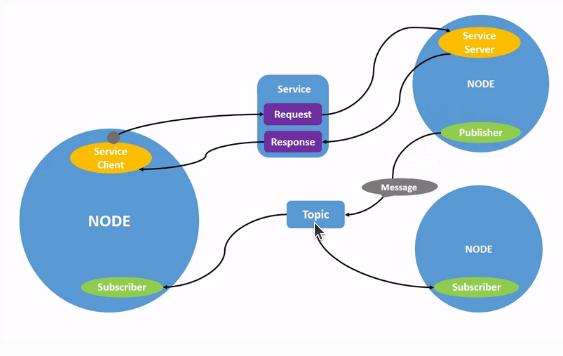 Service
Server
NODE
Publisher
Service
Request
Response
Service
Client
NODE
Subscriber
Message
Topic
NODE
Subscriber